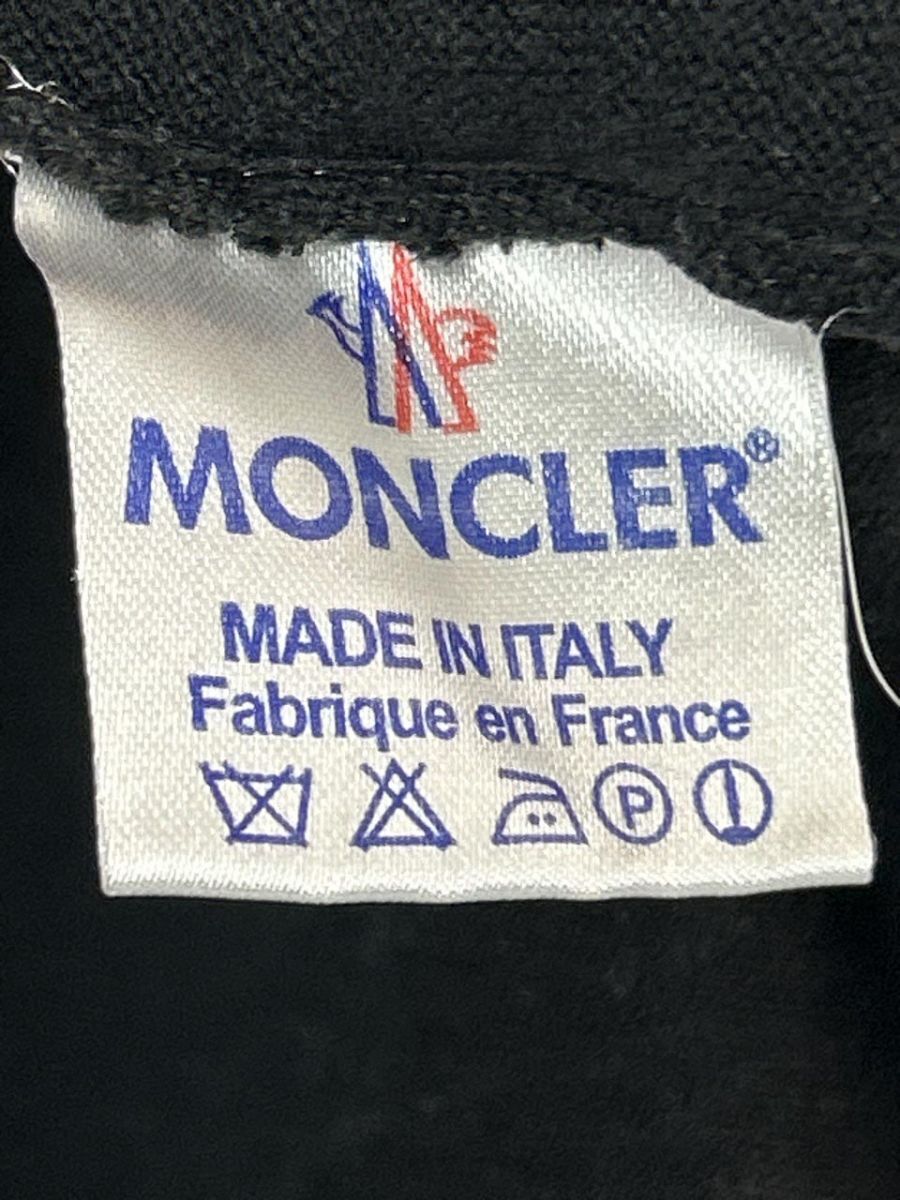 MONCLER®
MADE IN ITALY
Fabrique en France
P